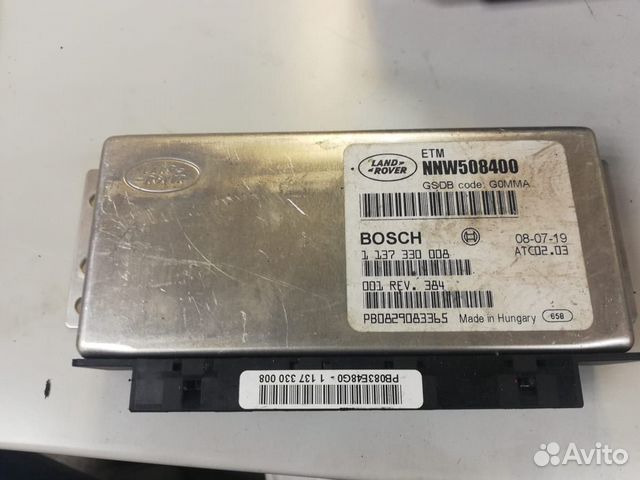 ETM
LAND ROVER
NNW508400
GSDB code: G0MMA
BOSCH
08-07-19
1 137 330 008
ATC02.03
001 REV. 384
PB0829083365
Made in Hungary
658
PB083E48G0 - 1 137 330 008
Avito